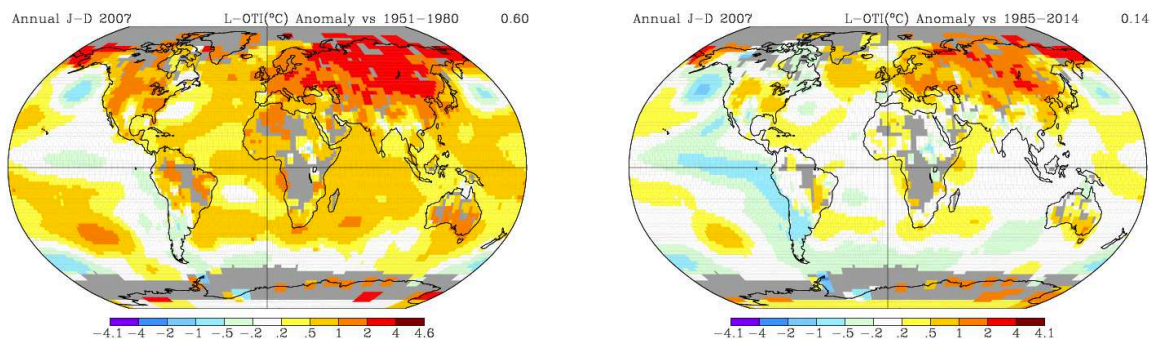 Annual J-D 2007 L-OTI(°C) Anomaly vs 1951-1980 0.60
-4.1 -4 -2 -1 -.5 -.2 .2 .5 1 2 4 4.6
Annual J-D 2007 L-OTI(°C) Anomaly vs 1985-2014 0.14
-4.1 -4 -2 -1 -.5 -.2 .2 .5 1 2 4 4.1